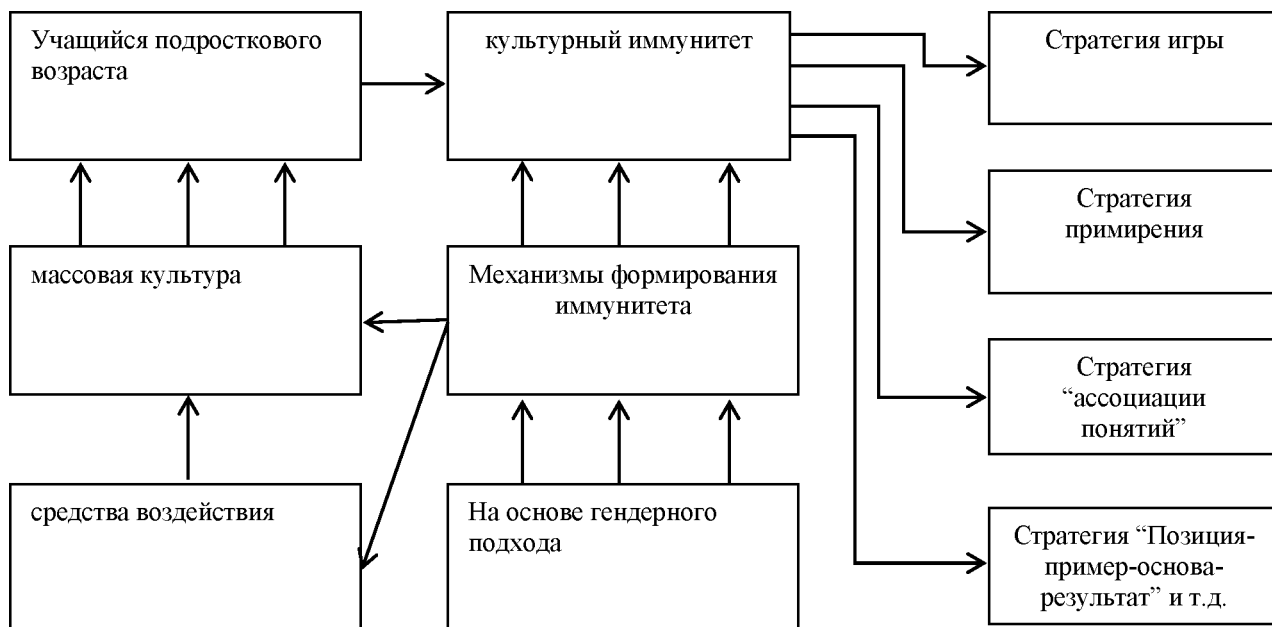 Учащийся подросткового
возраста
культурный иммунитет
Стратегия игры
Стратегия
примирения
массовая культура
Механизмы формирования
иммунитета
Стратегия
“ассоциации
понятий”
средства воздействия
На основе гендерного
подхода
Стратегия “Позиция-
пример-основа-
результат” и т.д.